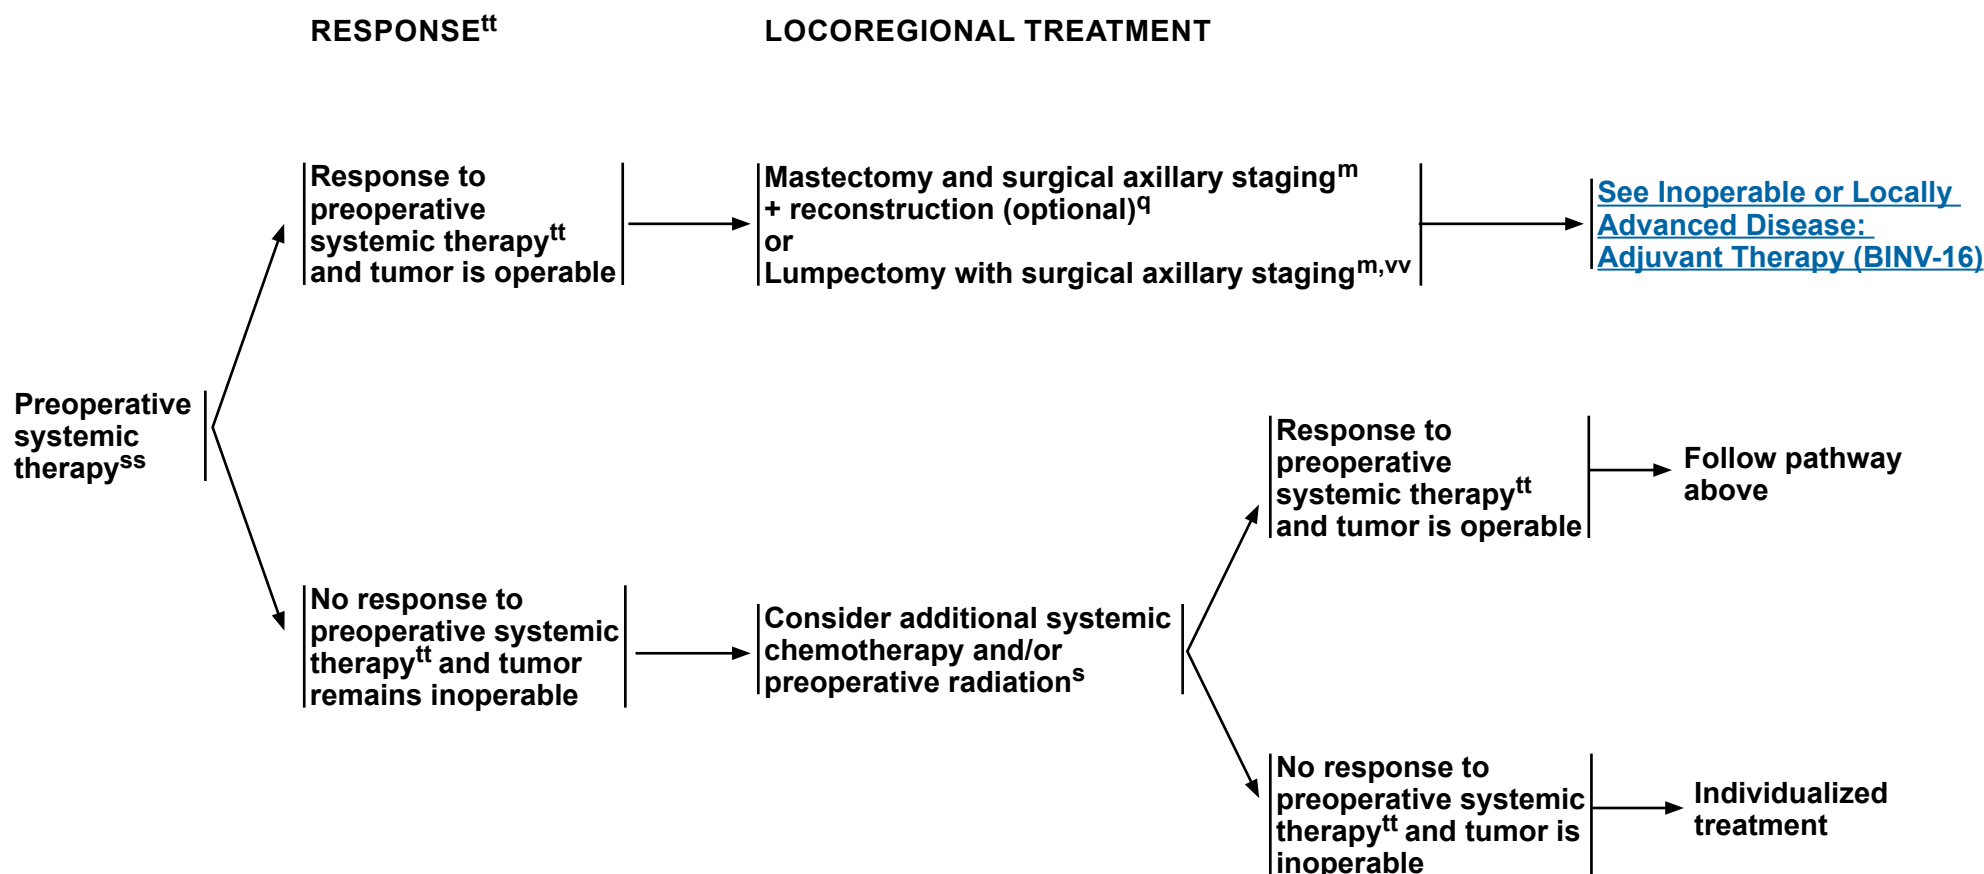 RESPONSEtt
LOCOREGIONAL TREATMENT
Response to
preoperative
systemic therapytt
and tumor is operable
Mastectomy and surgical axillary stagingm
+ reconstruction (optional)q
or
Lumpectomy with surgical axillary stagingm,vv
See Inoperable or Locally
Advanced Disease:
Adjuvant Therapy (BINV-16)
Preoperative
systemic
therapyss
No response to
preoperative systemic
therapytt and tumor
remains inoperable
Consider additional systemic
chemotherapy and/or
preoperative radiations
Response to
preoperative
systemic therapytt
and tumor is operable
Follow pathway
above
No response to
preoperative systemic
therapytt and tumor is
inoperable
Individualized
treatment